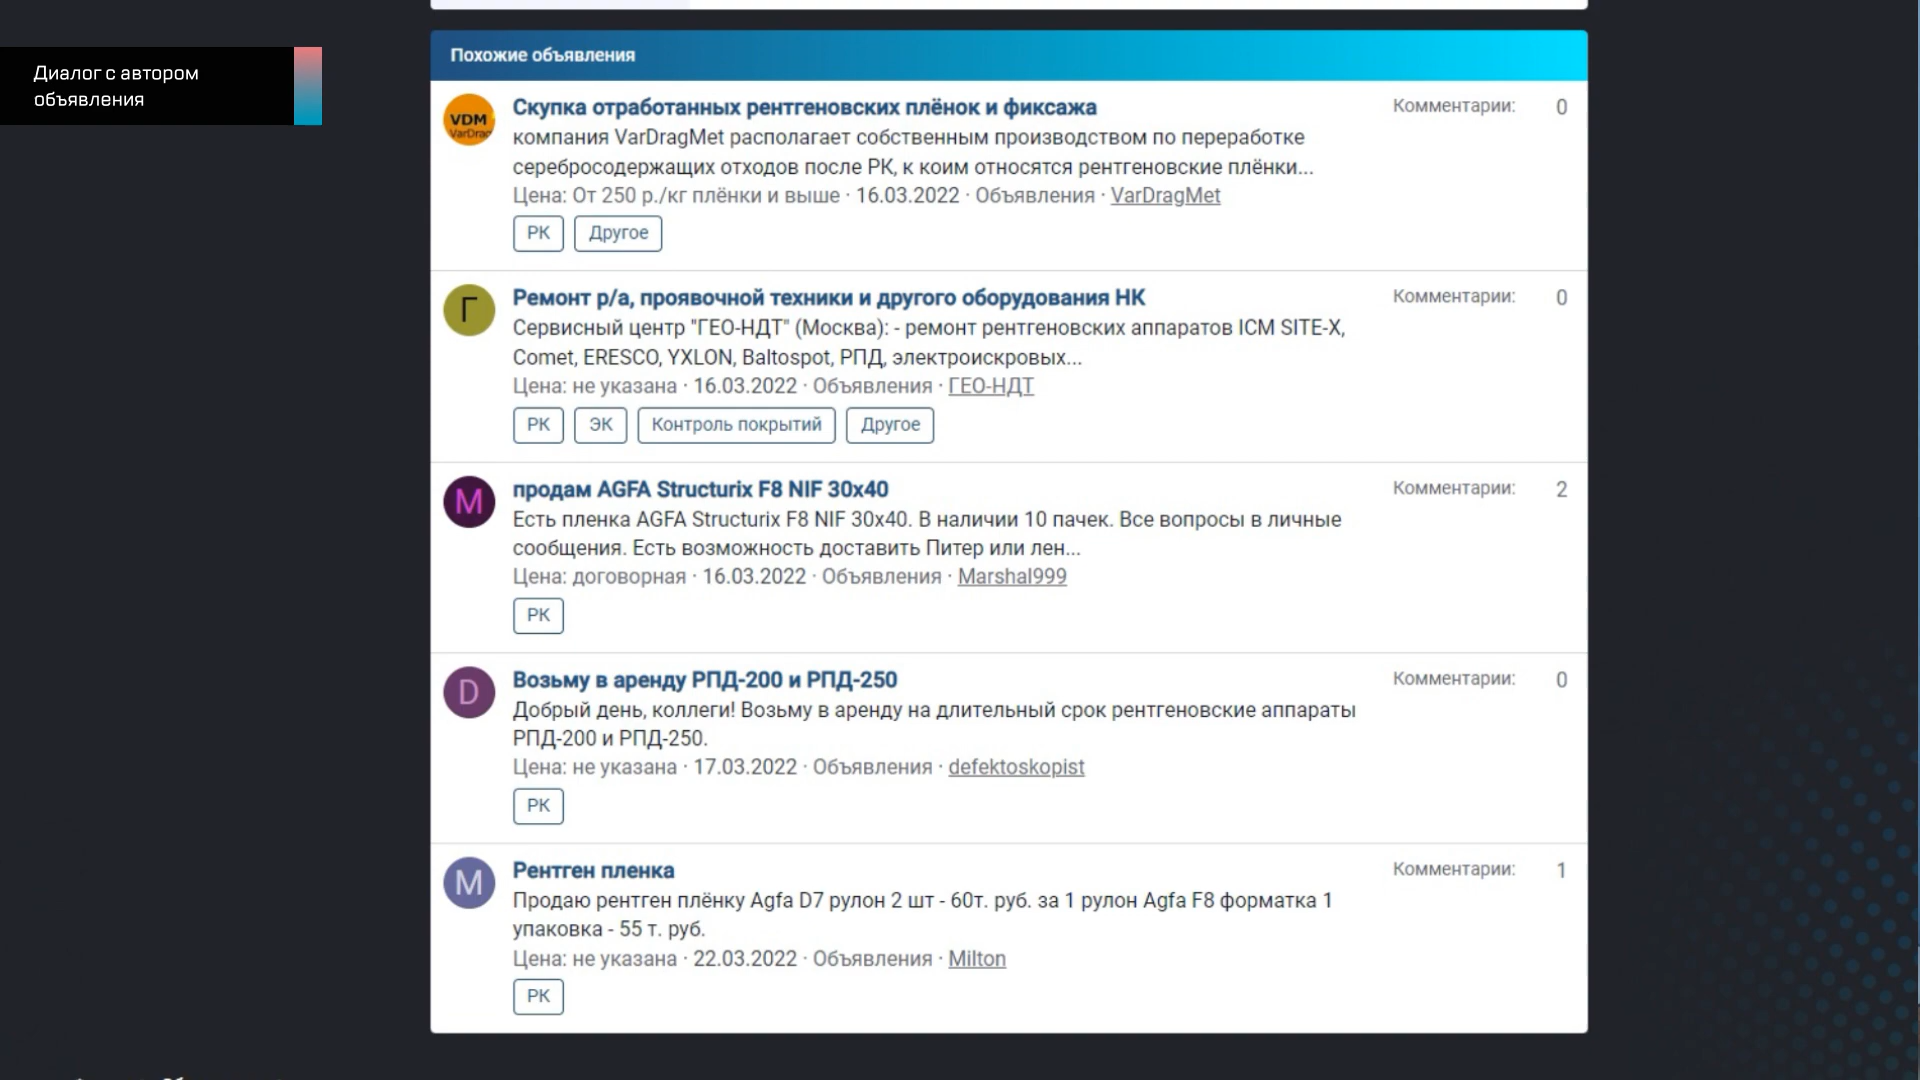 Диалог с автором
объявления
Похожие объявления
VDM
VarDrag
Скупка отработанных рентгеновских плёнок и фиксажа
Комментарии: 0
компания VarDragMet располагает собственным производством по переработке
серебросодержащих отходов после РК, к коим относятся рентгеновские плёнки...
Цена: От 250 р./кг плёнки и выше · 16.03.2022 · Объявления · VarDragMet
РК Другое
Г
Ремонт р/а, проявочной техники и другого оборудования НК
Комментарии: 0
Сервисный центр "ГЕО-НДТ" (Москва): - ремонт рентгеновских аппаратов ICM SITE-X,
Comet, ERESCO, YXLON, Baltospot, РПД, электроискровых...
Цена: не указана · 16.03.2022 · Объявления · ГЕО-НДТ
РК ЭК Контроль покрытий Другое
M
продам AGFA Structurix F8 NIF 30x40
Комментарии: 2
Есть пленка AGFA Structurix F8 NIF 30x40. В наличии 10 пачек. Все вопросы в личные
сообщения. Есть возможность доставить Питер или лен...
Цена: договорная · 16.03.2022 · Объявления · Marshal999
РК
D
Возьму в аренду РПД-200 и РПД-250
Комментарии: 0
Добрый день, коллеги! Возьму в аренду на длительный срок рентгеновские аппараты
РПД-200 и РПД-250.
Цена: не указана · 17.03.2022 · Объявления · defektoskopist
РК
M
Рентген пленка
Комментарии: 1
Продаю рентген плёнку Agfa D7 рулон 2 шт - 60т. руб. за 1 рулон Agfa F8 форматка 1
упаковка - 55 т. руб.
Цена: не указана · 22.03.2022 · Объявления · Milton
РК